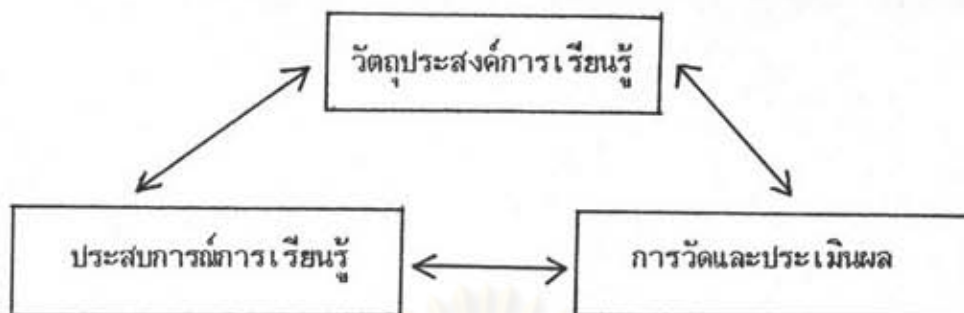 วัตถุประสงค์การเรียนรู้
ประสบการณ์การเรียนรู้
การวัดและประเมินผล